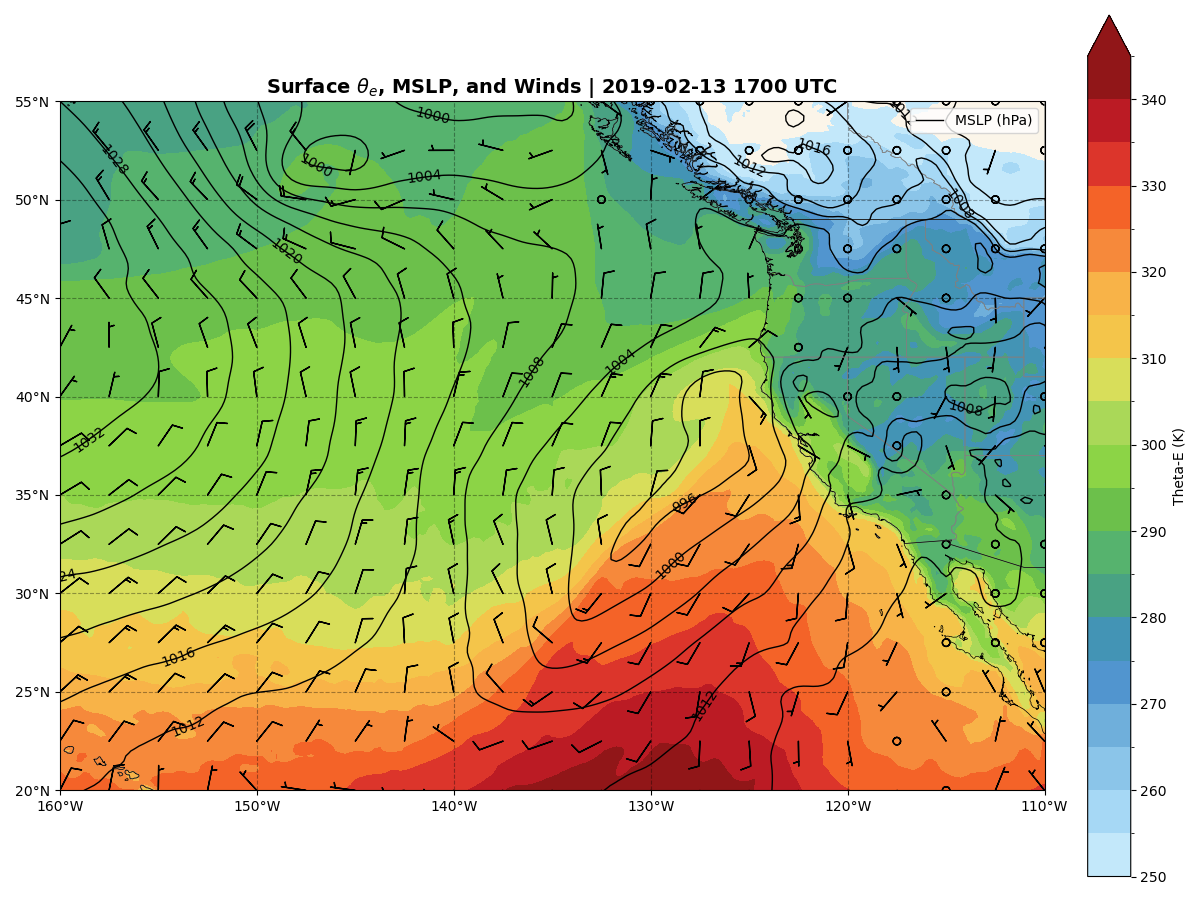 Surface θe, MSLP, and Winds | 2019-02-13 1700 UTC
MSLP (hPa)
55°N
50°N
45°N
40°N
35°N
30°N
25°N
20°N
160°W
150°W
140°W
130°W
120°W
110°W
1000
1028
1000
1004
1020
1016
1012
1008
1008
1004
1008
1032
996
1000
24
1016
1012
1012
340
330
320
310
300
290
280
270
260
250
Theta-E (K)